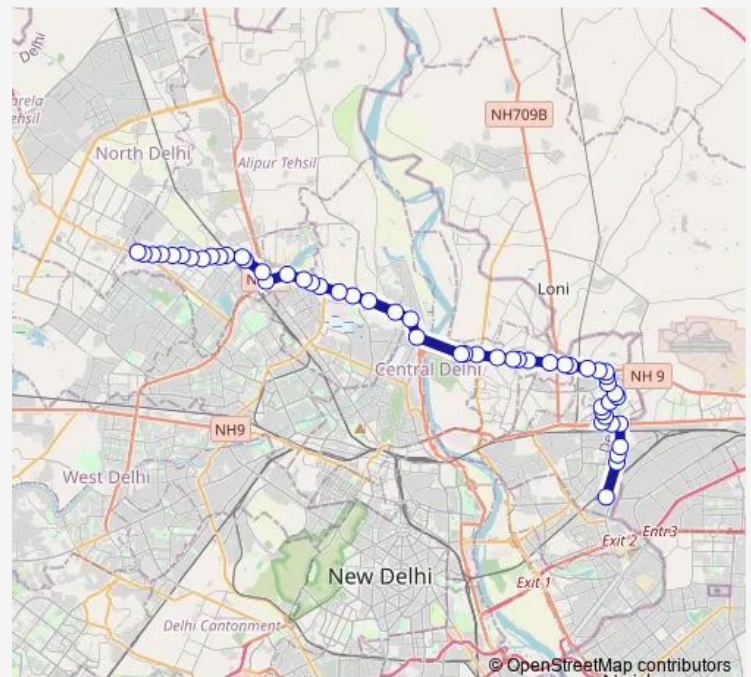 Delhi
NH709B
arela
ehsil
North Delhi
Alipur Tehsil
Loni
Central Delhi
NH 9
NH9
West Delhi
Exit 2
Entr3
New Delhi
Exit 1
Delhi Cantonment
© OpenStreetMap contributors